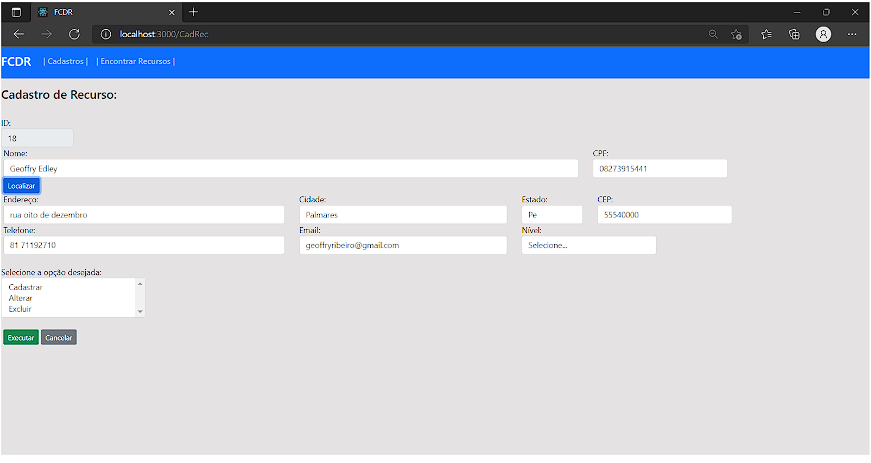 FCDR
localhost:3000/CadRec
FCDR | Cadastros | | Encontrar Recursos |
Cadastro de Recurso:
ID:
18
Nome: CPF:
Geoffry Edley 08273915441
Localizar
Endereço: Cidade: Estado: CEP:
rua oito de dezembro Palmares Pe 55540000
Telefone: Email: Nível:
81 71192710 geoffryribeiro@gmail.com Selecione...
Selecione a opção desejada:
Cadastrar
Alterar
Excluir
Executar Cancelar